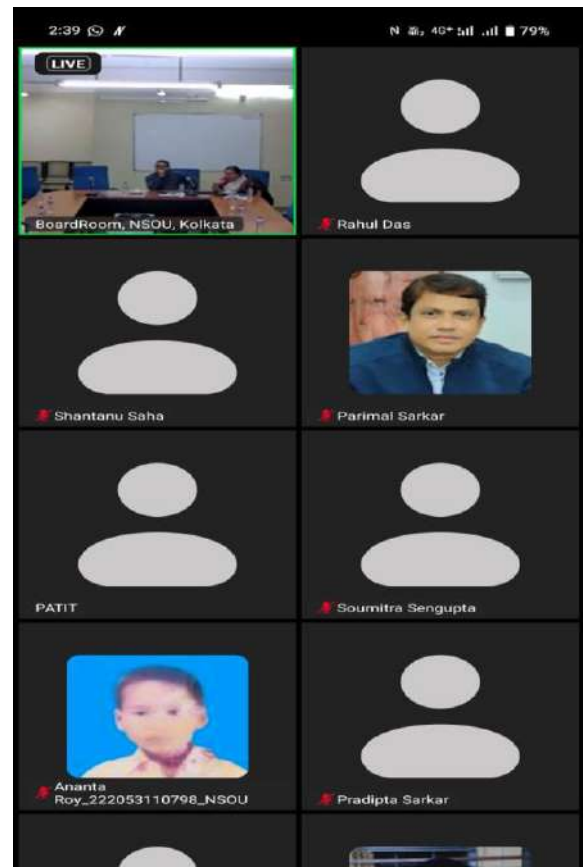 2:39
N 4G+ 79%
LIVE
BoardRoom, NSOU, Kolkata
Rahul Das
Shantanu Saha
Parimal Sarkar
PATIT
Soumitra Sengupta
Ananta
Roy_222053110798_NSOU
Pradipta Sarkar